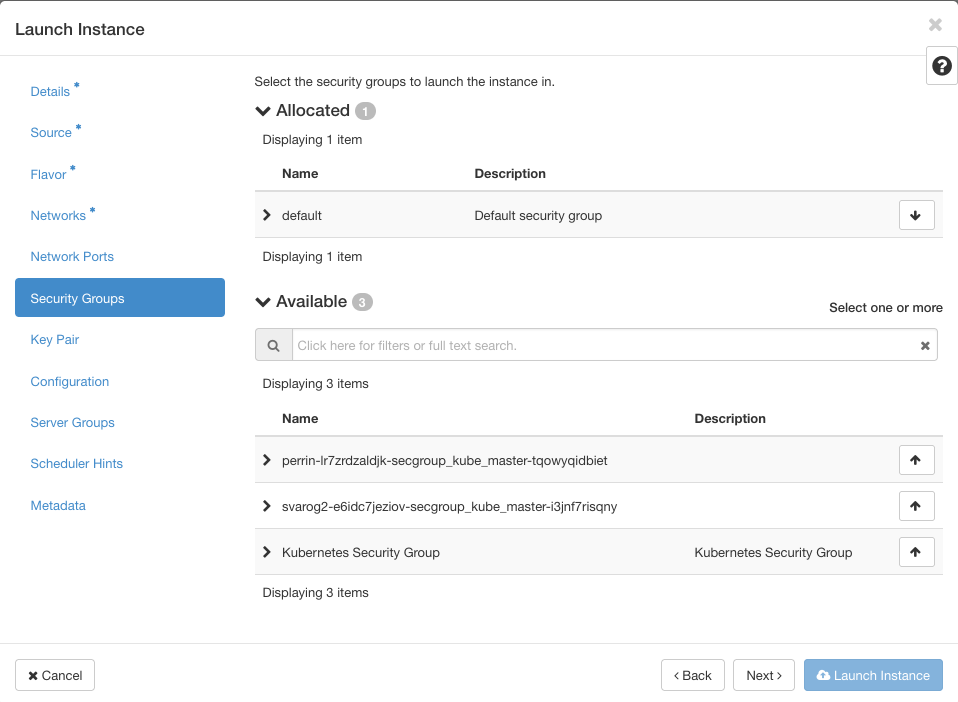 Launch Instance
Details *
Source *
Flavor *
Networks *
Network Ports
Security Groups
Key Pair
Configuration
Server Groups
Scheduler Hints
Metadata
Select the security groups to launch the instance in.
Allocated 1
Displaying 1 item
Name Description
default Default security group
Displaying 1 item
Available 3
Select one or more
Click here for filters or full text search.
Displaying 3 items
Name Description
perrin-lr7zrdzaldjk-secgroup_kube_master-tqowyqidbiet
svarog2-e6idc7jeziov-secgroup_kube_master-i3jnf7risqny
Kubernetes Security Group Kubernetes Security Group
Displaying 3 items
✖ Cancel
‹ Back
Next ›
Launch Instance